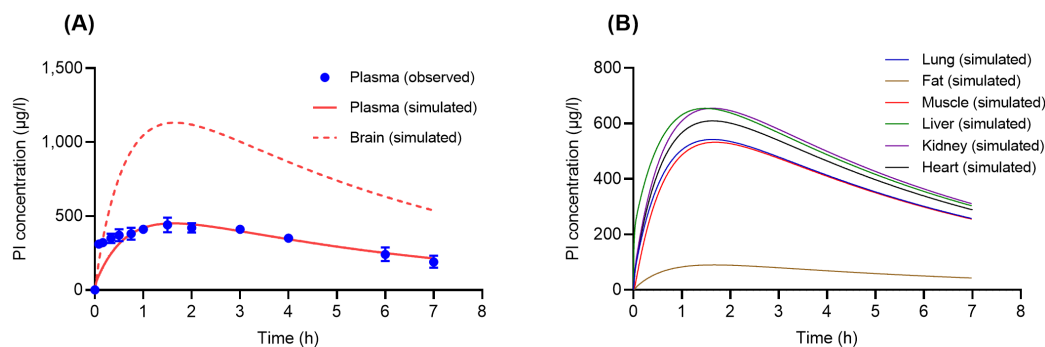 (A)
PI concentration (µg/l)
1,500
1.000
500
0
0 1 2 3 4 5 6 7 8
Time (h)
Plasma (observed)
Plasma (simulated)
Brain (simulated)
(B)
PI concentration (µg/l)
800
600
400
200
0
0 1 2 3 4 5 6 7 8
Time (h)
Lung (simulated)
Fat (simulated)
Muscle (simulated)
Liver (simulated)
Kidney (simulated)
Heart (simulated)